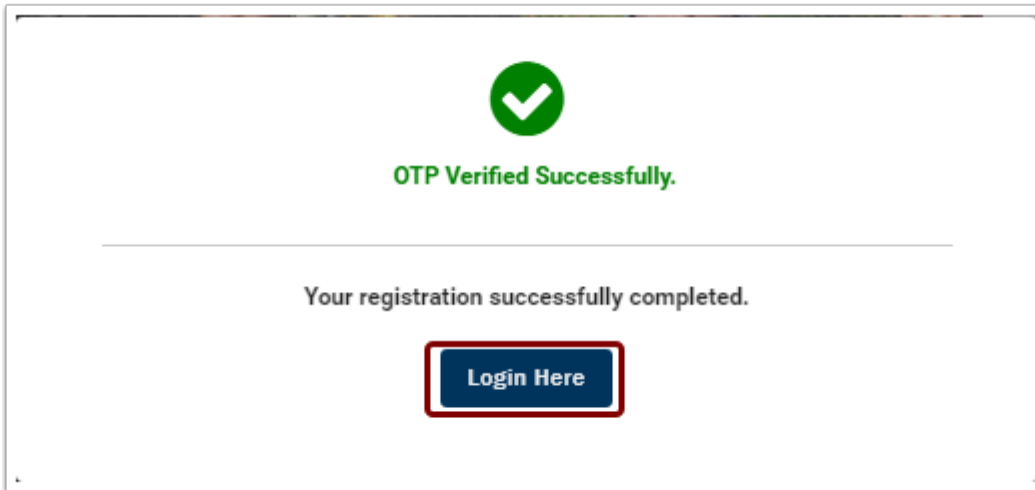 OTP Verified Successfully.
Your registration successfully completed.
Login Here